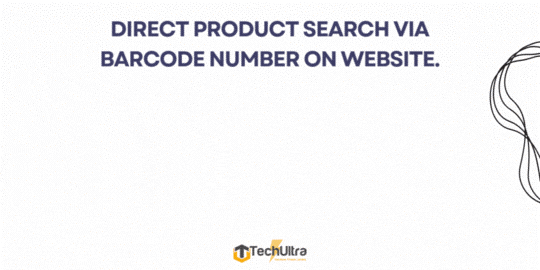 DIRECT PRODUCT SEARCH VIA
BARCODE NUMBER ON WEBSITE.
TechUltra